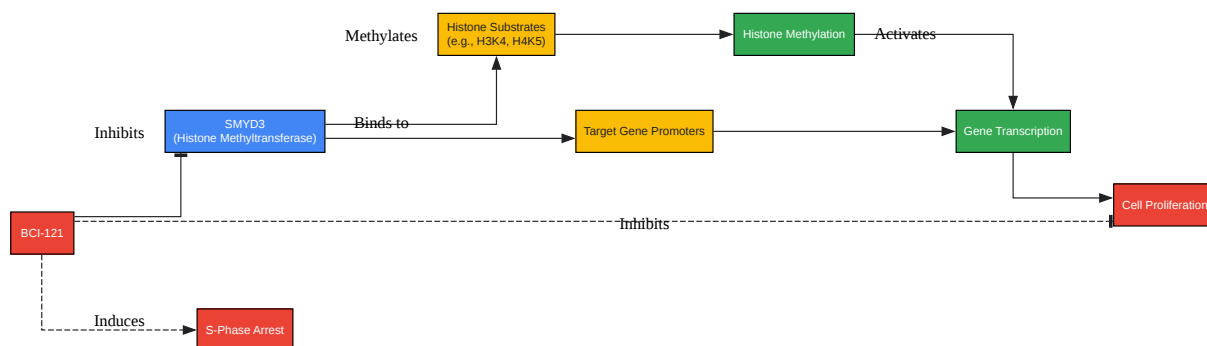 Histone Substrates
(e.g., H3K4, H4K5)
Histone Methylation
Methylates
Activates
SMYD3
(Histone Methyltransferase)
Inhibits
Binds to
Target Gene Promoters
Gene Transcription
Cell Proliferation
BCI-121
Inhibits
Induces
S-Phase Arrest